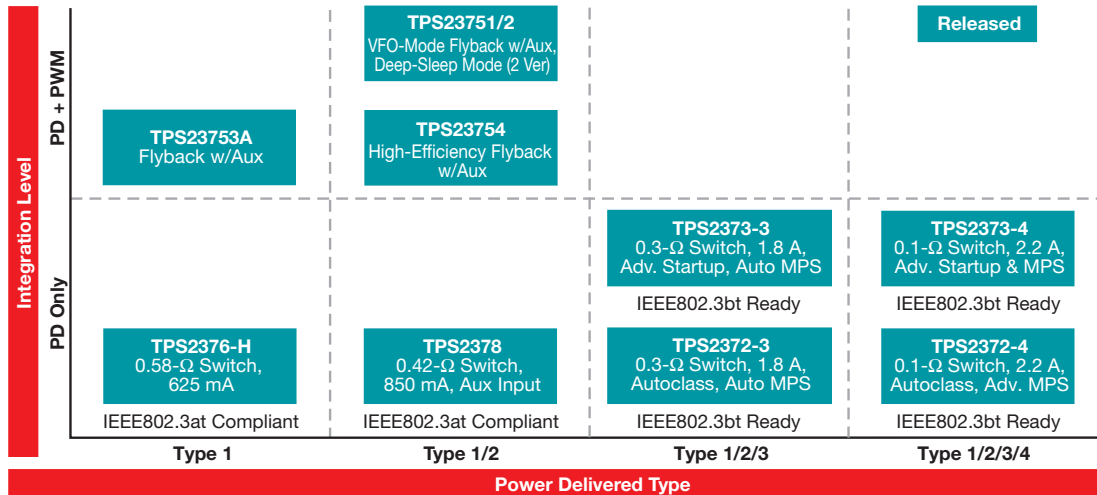 TPS23751/2
VFO-Mode Flyback w/Aux,
Deep-Sleep Mode (2 Ver)
Released
PD + PWM
TPS23753A
Flyback w/Aux
TPS23754
High-Efficiency Flyback
w/Aux
Integration Level
PD Only
TPS2373-3
0.3-Ω Switch, 1.8 A,
Adv. Startup, Auto MPS
IEEE802.3bt Ready
TPS2373-4
0.1-Ω Switch, 2.2 A,
Adv. Startup & MPS
IEEE802.3bt Ready
TPS2376-H
0.58-Ω Switch,
625 mA
IEEE802.3at Compliant
TPS2378
0.42-Ω Switch,
850 mA, Aux Input
IEEE802.3at Compliant
TPS2372-3
0.3-Ω Switch, 1.8 A,
Autoclass, Auto MPS
IEEE802.3bt Ready
TPS2372-4
0.1-Ω Switch, 2.2 A,
Autoclass, Adv. MPS
IEEE802.3bt Ready
Type 1
Type 1/2
Type 1/2/3
Type 1/2/3/4
Power Delivered Type